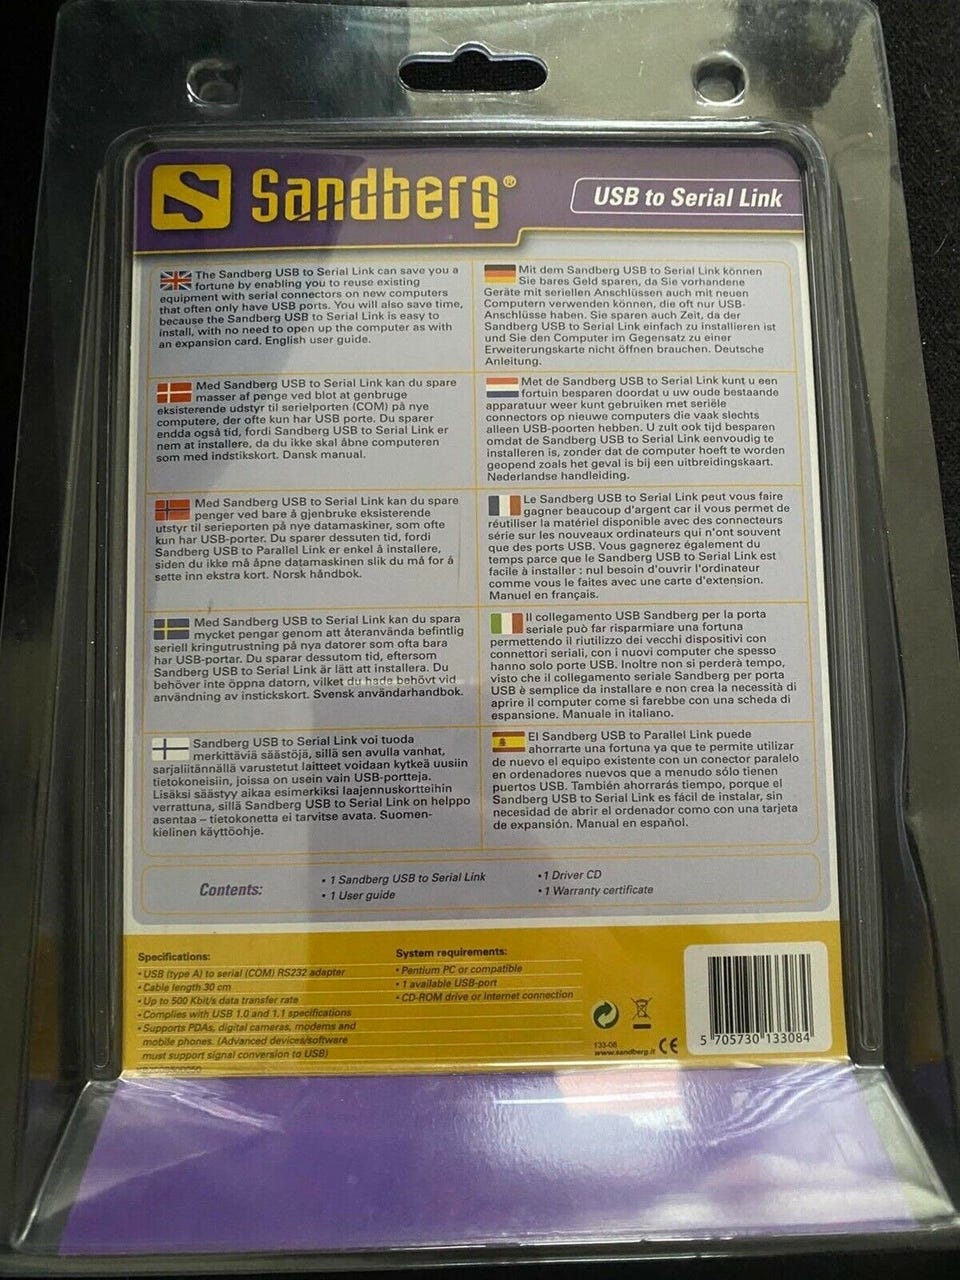 Sandberg®
USB to Serial Link
The Sandberg USB to Serial Link can save you a
fortune by enabling you to reuse existing
equipment with serial connectors on new computers
that often only have USB ports. You will also save time,
because the Sandberg USB to Serial Link is easy to
install, with no need to open up the computer as with
an expansion card. English user guide.
Med Sandberg USB to Serial Link kan du spare
masser af penge ved blot at genbruge
eksisterende udstyr til serielporten (COM) på nye
computere, der ofte kun har USB porte. Du sparer
endda også tid, fordi Sandberg USB to Serial Link er
nem at installere, da du ikke skal åbne computeren
som med indstikskort. Dansk manual.
Med Sandberg USB to Serial Link kan du spare
penger ved bare å gjenbruke eksisterende
utstyr til serieporten på nye datamaskiner, som ofte
kun har USB-porter. Du sparer dessuten tid, fordi
Sandberg USB to Parallel Link er enkel å installere,
siden du ikke må åpne datamaskinen slik du må for å
sette inn ekstra kort. Norsk håndbok.
Med Sandberg USB to Serial Link kan du spara
mycket pengar genom att återanvända befintlig
seriell kringutrustning på nya datorer som ofta bara
har USB-portar. Du sparar dessutom tid, eftersom
Sandberg USB to Serial Link är lätt att installera. Du
behöver inte öppna datorn, vilket du hade behövt vid
användning av instickskort. Svensk användarhandbok.
Sandberg USB to Serial Link voi tuoda
merkittäviä säästöjä, sillä sen avulla vanhat,
sarjaliitännällä varustetut laitteet voidaan kytkeä uusiin
tietokoneisiin, joissa on usein vain USB-portteja.
Lisäksi säästyy aikaa esimerkiksi laajennuskortteihin
verrattuna, sillä Sandberg USB to Serial Link on helppo
asentaa – tietokonetta ei tarvitse avata. Suomen-
kielinen käyttöohje.
Mit dem Sandberg USB to Serial Link können
Sie bares Geld sparen, da Sie vorhandene
Geräte mit seriellen Anschlüssen auch mit neuen
Computern verwenden können, die oft nur USB-
Anschlüsse haben. Sie sparen auch Zeit, da der
Sandberg USB to Serial Link einfach zu installieren ist
und Sie den Computer im Gegensatz zu einer
Erweiterungskarte nicht öffnen brauchen. Deutsche
Anleitung.
Met de Sandberg USB to Serial Link kunt u een
fortuin besparen doordat u uw oude bestaande
apparatuur weer kunt gebruiken met seriële
connectors op nieuwe computers die vaak slechts
alleen USB-poorten hebben. U zult ook tijd besparen
omdat de Sandberg USB to Serial Link eenvoudig te
installeren is, zonder dat de computer hoeft te worden
geopend zoals het geval is bij een uitbreidingskaart.
Nederlandse handleiding.
Le Sandberg USB to Serial Link peut vous faire
gagner beaucoup d'argent car il vous permet de
réutiliser la matériel disponible avec des connecteurs
série sur les nouveaux ordinateurs qui n'ont souvent
que des ports USB. Vous gagnerez également du
temps parce que le Sandberg USB to Serial Link est
facile à installer : nul besoin d'ouvrir l'ordinateur
comme vous le faites avec une carte d'extension.
Manuel en français.
Il collegamento USB Sandberg per la porta
seriale può far risparmiare una fortuna
permettendo il riutilizzo dei vecchi dispositivi con
connettori seriali, con i nuovi computer che spesso
hanno solo porte USB. Inoltre non si perderà tempo,
visto che il collegamento seriale Sandberg per porta
USB è semplice da installare e non crea la necessità di
aprire il computer come si farebbe con una scheda di
espansione. Manuale in italiano.
El Sandberg USB to Parallel Link puede
ahorrarte una fortuna ya que te permite utilizar
de nuevo el equipo existente con un conector paralelo
en ordenadores nuevos que a menudo sólo tienen
puertos USB. También ahorrarás tiempo, porque el
Sandberg USB to Serial Link es fácil de instalar, sin
necesidad de abrir el ordenador como con una tarjeta
de expansión. Manual en español.
Contents:
• 1 Sandberg USB to Serial Link
• 1 User guide
• 1 Driver CD
• 1 Warranty certificate
Specifications:
• USB (type A) to serial (COM) RS232 adapter
• Cable length 30 cm
• Up to 500 Kbit/s data transfer rate
• Complies with USB 1.0 and 1.1 specifications
• Supports PDAs, digital cameras, modems and
mobile phones. (Advanced devices/software
must support signal conversion to USB)
System requirements:
• Pentium PC or compatible
• 1 available USB-port
• CD-ROM drive or Internet connection
133-08
www.sandberg.it
CE
5 705730 133084